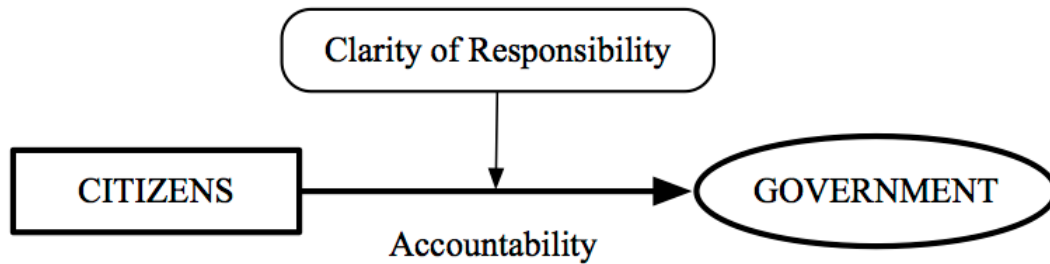 Clarity of Responsibility
CITIZENS
GOVERNMENT
Accountability